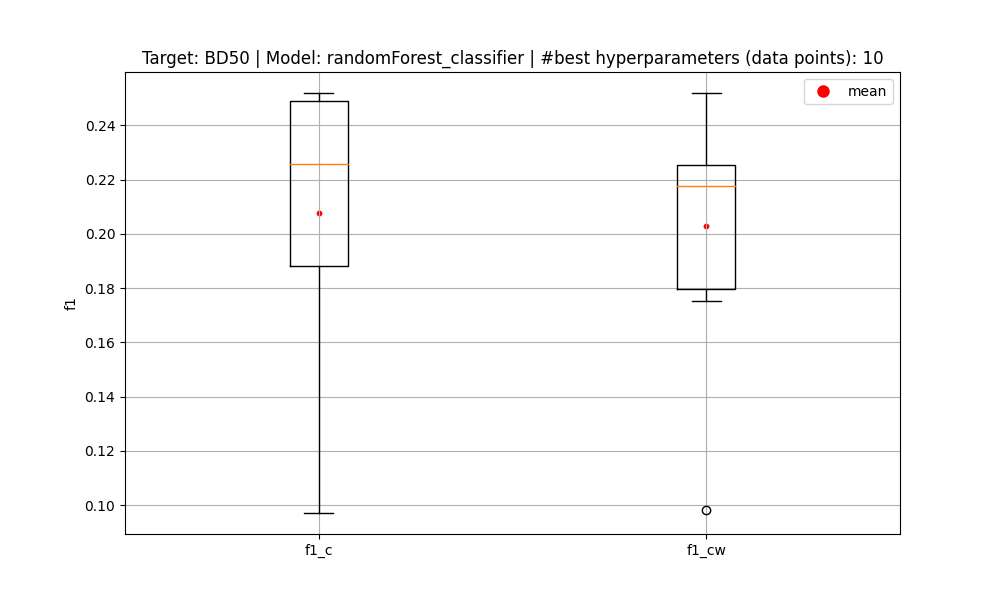 Target: BD50 | Model: randomForest_classifier | #best hyperparameters (data points): 10
mean
0.24
0.22
0.20
0.18
0.16
0.14
0.12
0.10
f1
f1_c
f1_cw